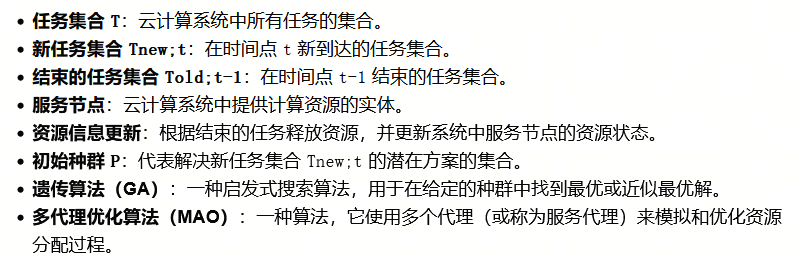 • 任务集合 T：云计算系统中所有任务的集合。
• 新任务集合 Tnew;t：在时间点 t 新到达的任务集合。
• 结束的任务集合 Told;t-1：在时间点 t-1 结束的任务集合。
• 服务节点：云计算系统中提供计算资源的实体。
• 资源信息更新：根据结束的任务释放资源，并更新系统中服务节点的资源状态。
• 初始种群 P：代表解决新任务集合 Tnew;t 的潜在方案的集合。
• 遗传算法（GA）：一种启发式搜索算法，用于在给定的种群中找到最优或近似最优解。
• 多代理优化算法（MAO）：一种算法，它使用多个代理（或称为服务代理）来模拟和优化资源
分配过程。